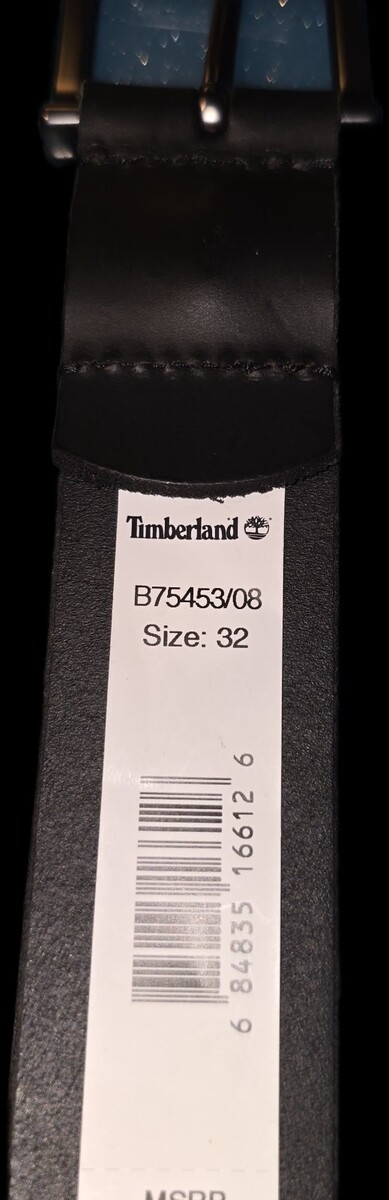 Timberland
B75453/08
Size: 32
6 84835 16612 6
MSRP